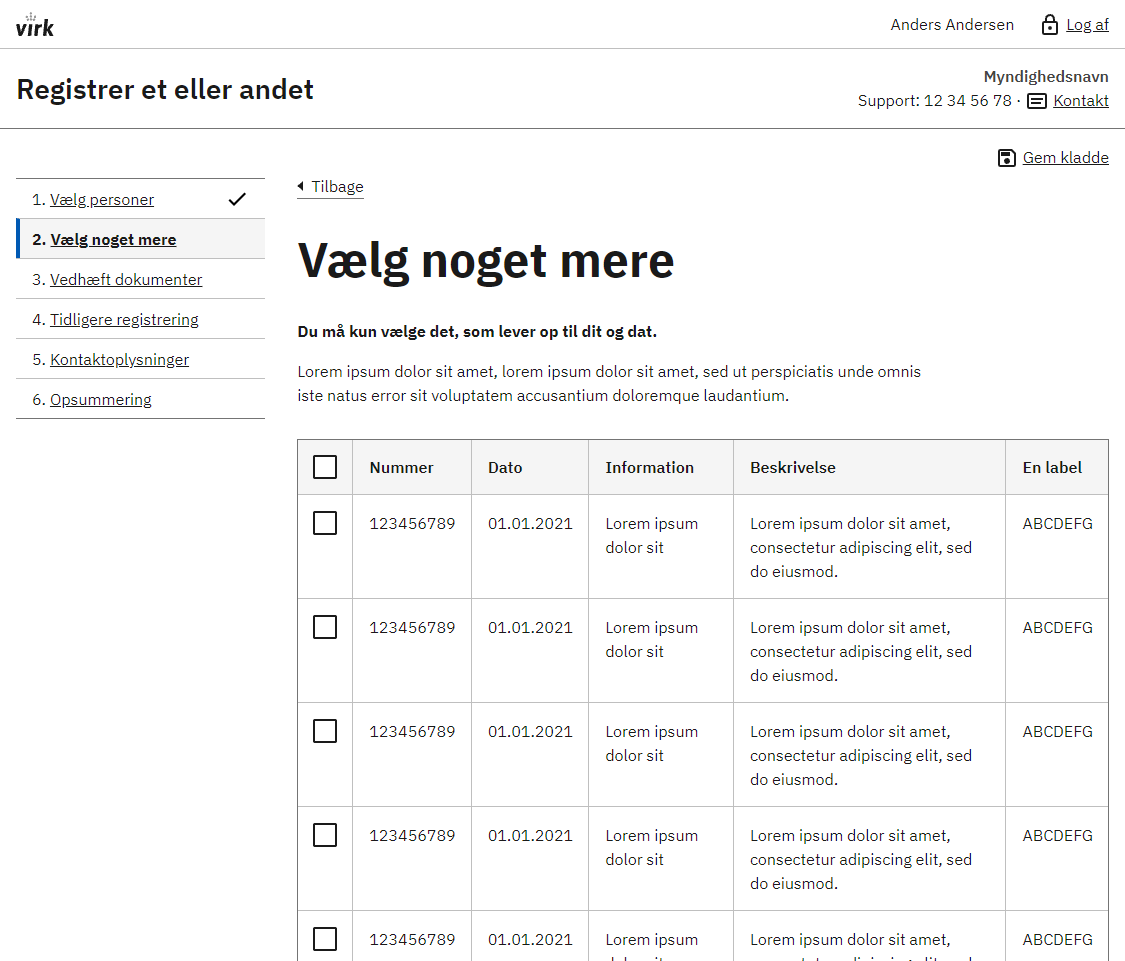 virk
Anders Andersen
Log af
Registrer et eller andet
Myndighedsnavn
Support: 12 34 56 78 · Kontakt
Gem kladde
1. Vælg personer
2. Vælg noget mere
3. Vedhæft dokumenter
4. Tidligere registrering
5. Kontaktoplysninger
6. Opsummering
Tilbage
Vælg noget mere
Du må kun vælge det, som lever op til dit og dat.
Lorem ipsum dolor sit amet, lorem ipsum dolor sit amet, sed ut perspiciatis unde omnis
iste natus error sit voluptatem accusantium doloremque laudantium.
Nummer Dato Information Beskrivelse En label
123456789 01.01.2021 Lorem ipsum Lorem ipsum dolor sit amet, ABCDEFG
dolor sit consectetur adipiscing elit, sed
do eiusmod.
123456789 01.01.2021 Lorem ipsum Lorem ipsum dolor sit amet, ABCDEFG
dolor sit consectetur adipiscing elit, sed
do eiusmod.
123456789 01.01.2021 Lorem ipsum Lorem ipsum dolor sit amet, ABCDEFG
dolor sit consectetur adipiscing elit, sed
do eiusmod.
123456789 01.01.2021 Lorem ipsum Lorem ipsum dolor sit amet, ABCDEFG
dolor sit consectetur adipiscing elit, sed
do eiusmod.
123456789 01.01.2021 Lorem ipsum Lorem ipsum dolor sit amet, ABCDEFG